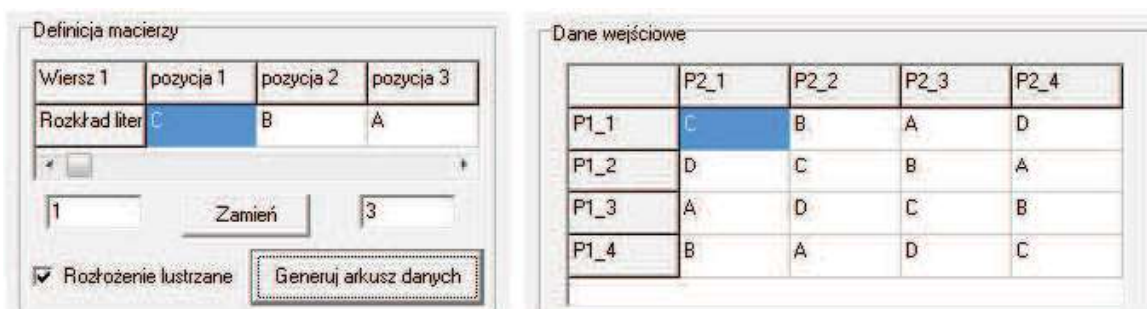 Definicja macierzy
Wiersz 1 pozycja 1 pozycja 2 pozycja 3
Rozkład liter C B A
1 Zamień 3
Rozłożenie lustrzane Generuj arkusz danych
Dane wejściowe
P2_1 P2_2 P2_3 P2_4
P1_1 C B A D
P1_2 D C B A
P1_3 A D C B
P1_4 B A D C